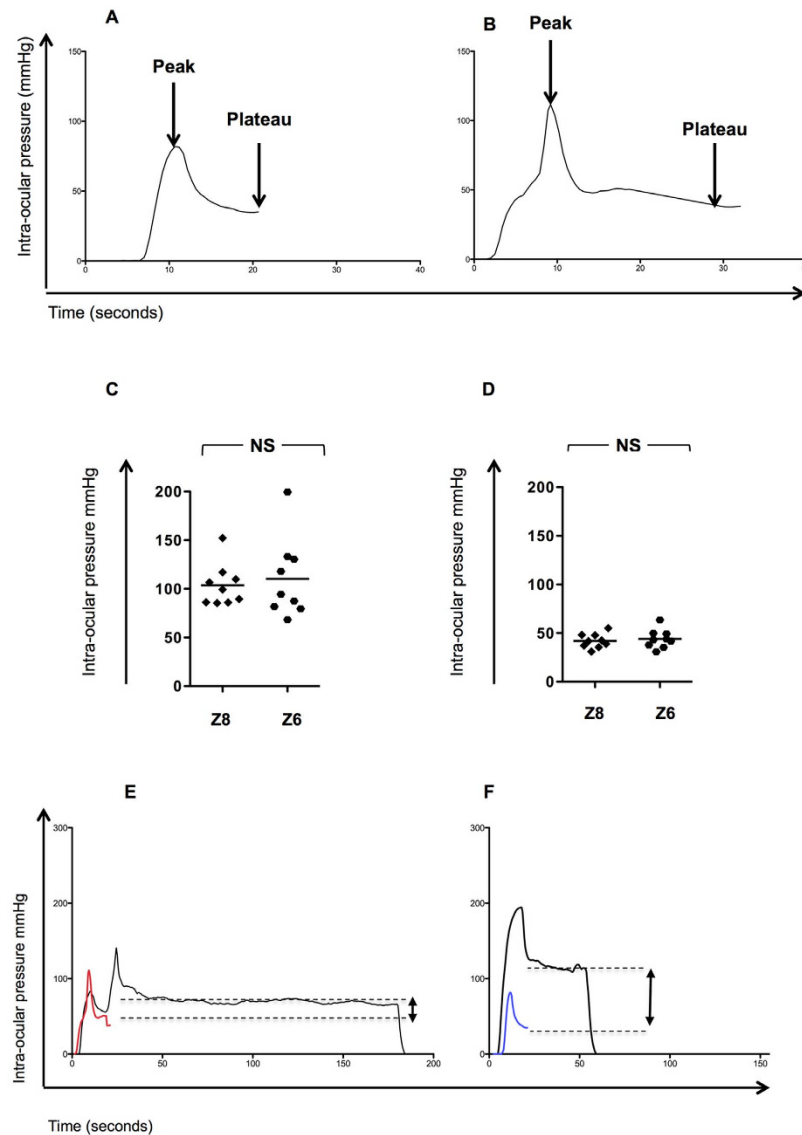 A
B
Intra-ocular pressure (mmHg)
150
100
50
0
Peak
Plateau
0 10 20 30 40
150
100
50
0
Peak
Plateau
0 10 20 30
Time (seconds)
C
D
Intra-ocular pressure mmHg
NS
200
150
100
50
0
Z8 Z6
Intra-ocular pressure mmHg
NS
200
150
100
50
0
Z8 Z6
E
F
Intra-ocular pressure mmHg
300
200
100
0
0 50 100 150 200
300
200
100
0
0 50 100 150
Time (seconds)